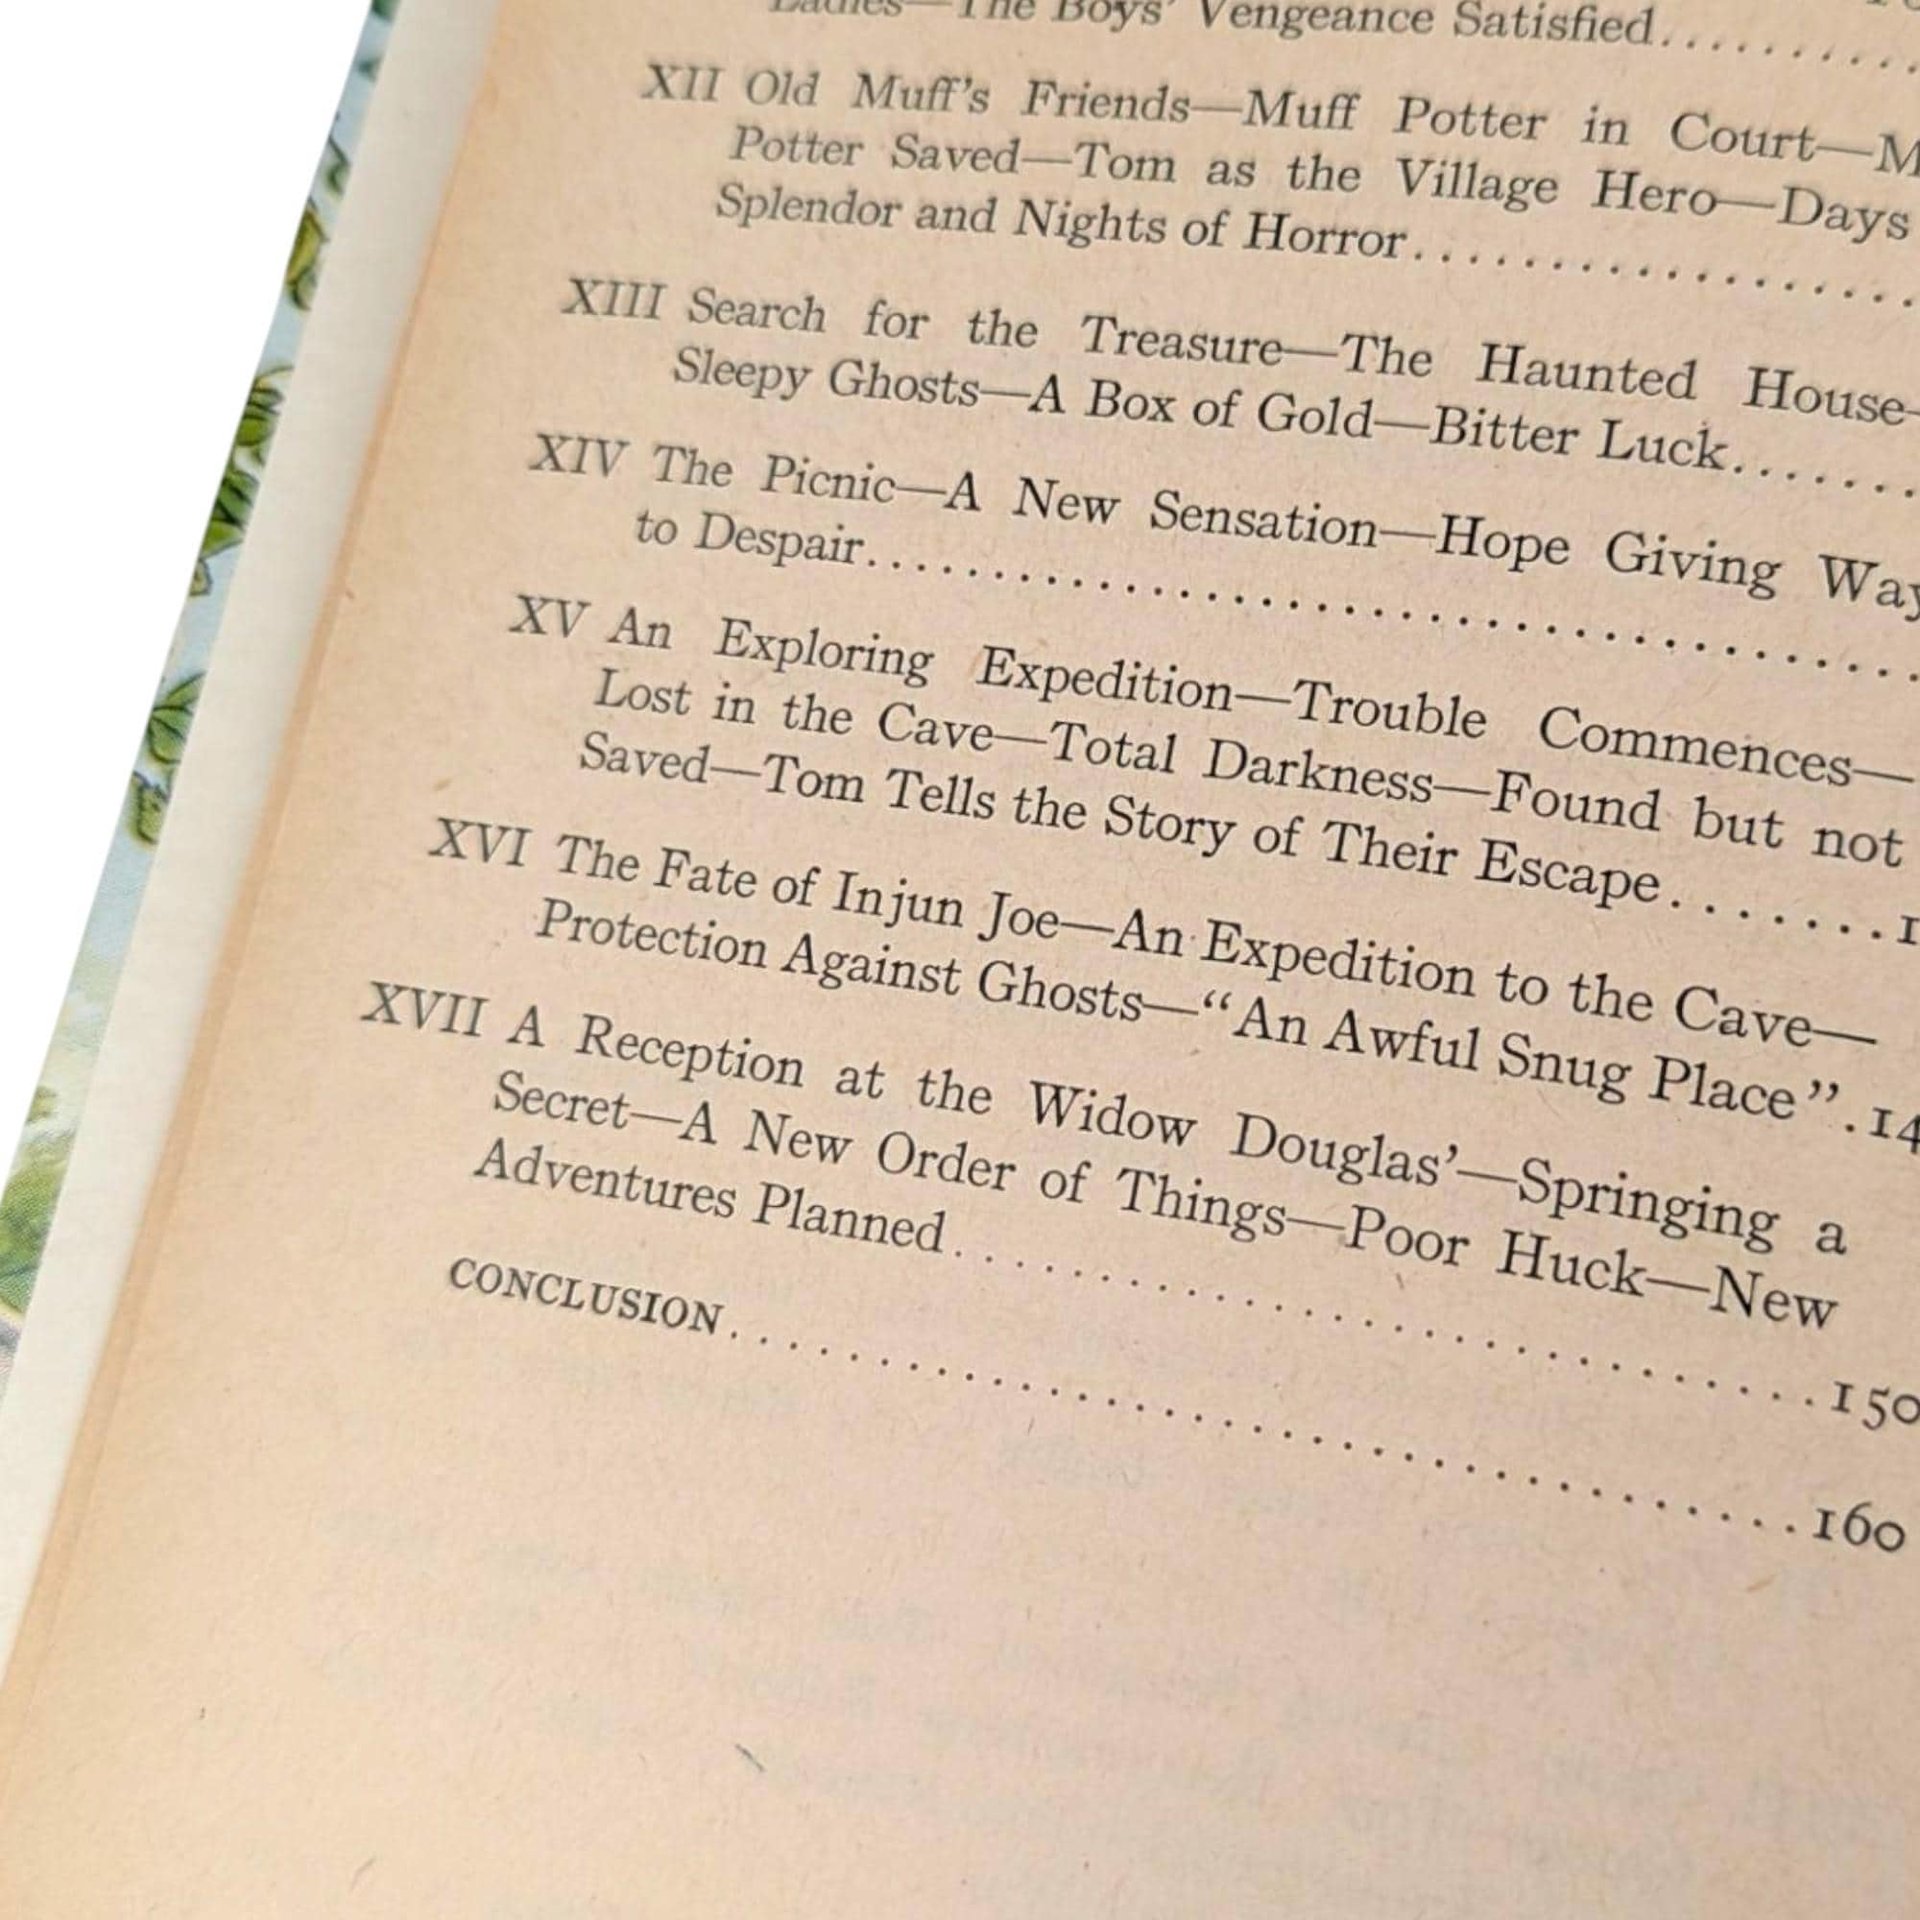 Ladies—The Boys' Vengeance Satisfied..........
XII Old Muff's Friends—Muff Potter in Court—M
Potter Saved—Tom as the Village Hero—Days
Splendor and Nights of Horror...................
XIII Search for the Treasure—The Haunted House—
Sleepy Ghosts—A Box of Gold—Bitter Luck.......
XIV The Picnic—A New Sensation—Hope Giving Way
to Despair........................................
XV An Exploring Expedition—Trouble Commences—
Lost in the Cave—Total Darkness—Found but not
Saved—Tom Tells the Story of Their Escape........1
XVI The Fate of Injun Joe—An Expedition to the Cave—
Protection Against Ghosts—“An Awful Snug Place”.14
XVII A Reception at the Widow Douglas’—Springing a
Secret—A New Order of Things—Poor Huck—New
Adventures Planned..............................150
CONCLUSION.....................................160